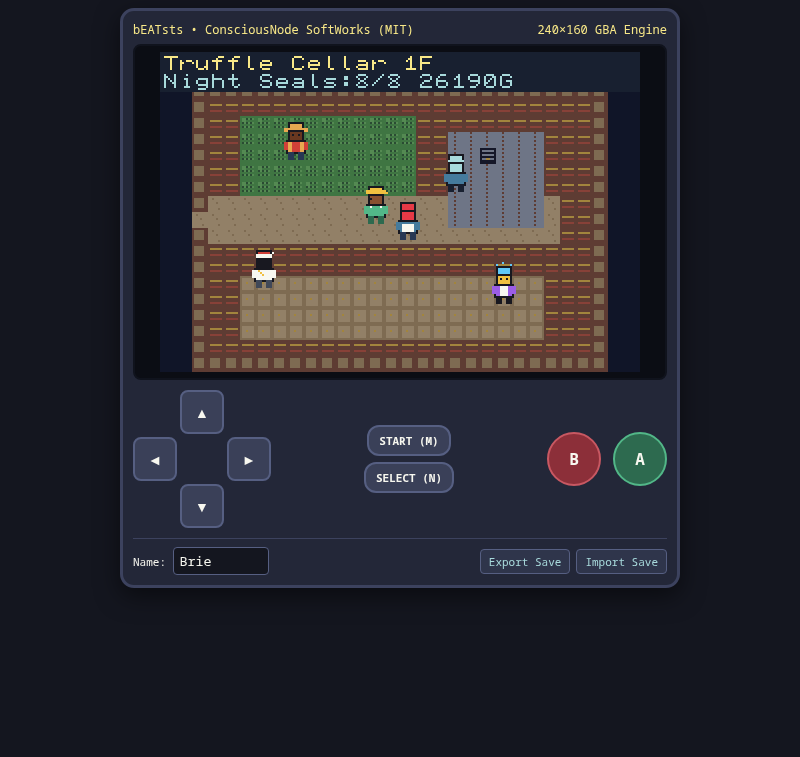 bEATsts • ConsciousNode SoftWorks (MIT)
240×160 GBA Engine
Truffle Cellar 1F
Night Seals:8/8 26190G
▲
◀
▶
▼
START (M)
SELECT (N)
B
A
Name:
Brie
Export Save
Import Save